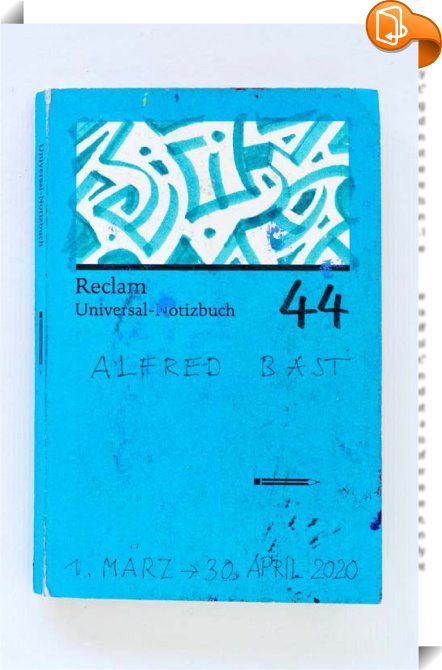 Universal-Notizbuch
Reclam
Universal-Notizbuch
44
ALFRED BAST
1. MÄRZ → 30. APRIL 2020